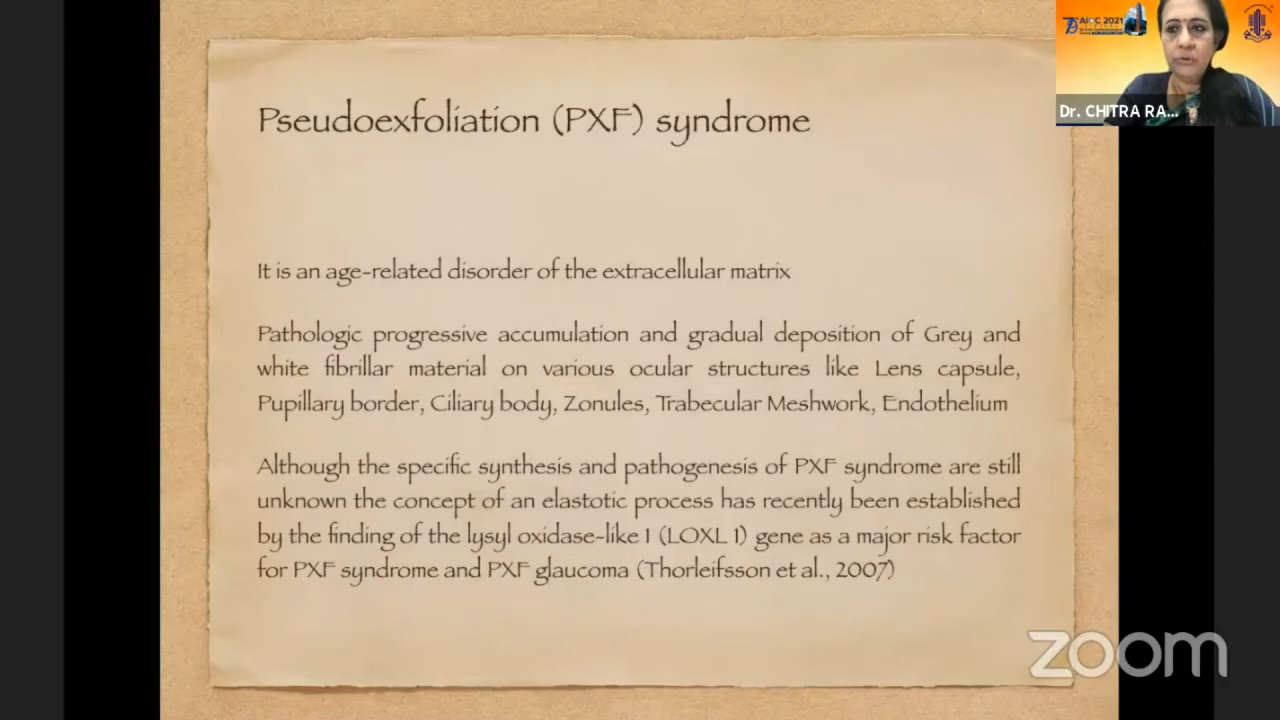 AIOC 2021
Dr. CHITRA RA...
Pseudoexfoliation (PXF) syndrome
It is an age-related disorder of the extracellular matrix
Pathologic progressive accumulation and gradual deposition of Grey and
white fibrillar material on various ocular structures like Lens capsule,
Pupillary border, Ciliary body, Zonules, Trabecular Meshwork, Endothelium
Although the specific synthesis and pathogenesis of PXF syndrome are still
unknown the concept of an elastotic process has recently been established
by the finding of the lysyl oxidase-like 1 (LOXL 1) gene as a major risk factor
for PXF syndrome and PXF glaucoma (Thorleifsson et al., 2007)
zoom